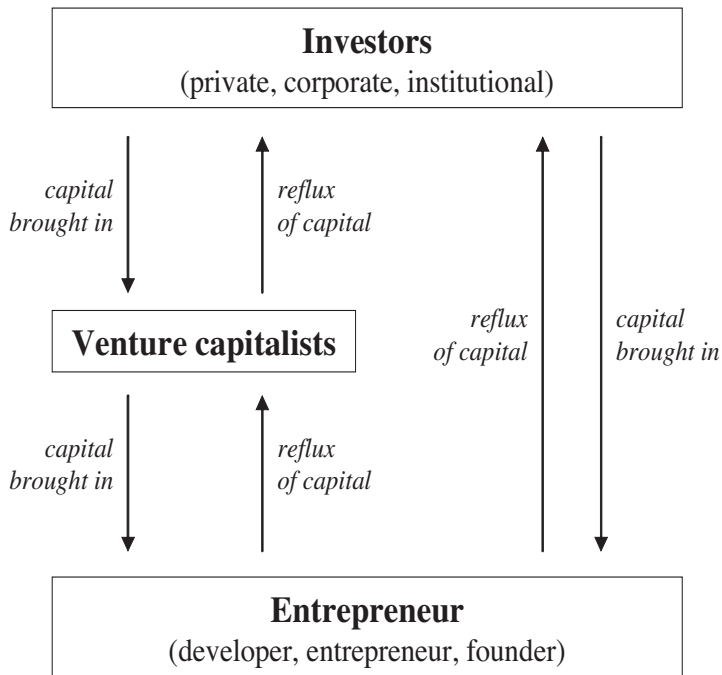 Investors
(private, corporate, institutional)
capital
brought in
reflux
of capital
Venture capitalists
reflux
of capital
capital
brought in
capital
brought in
reflux
of capital
Entrepreneur
(developer, entrepreneur, founder)